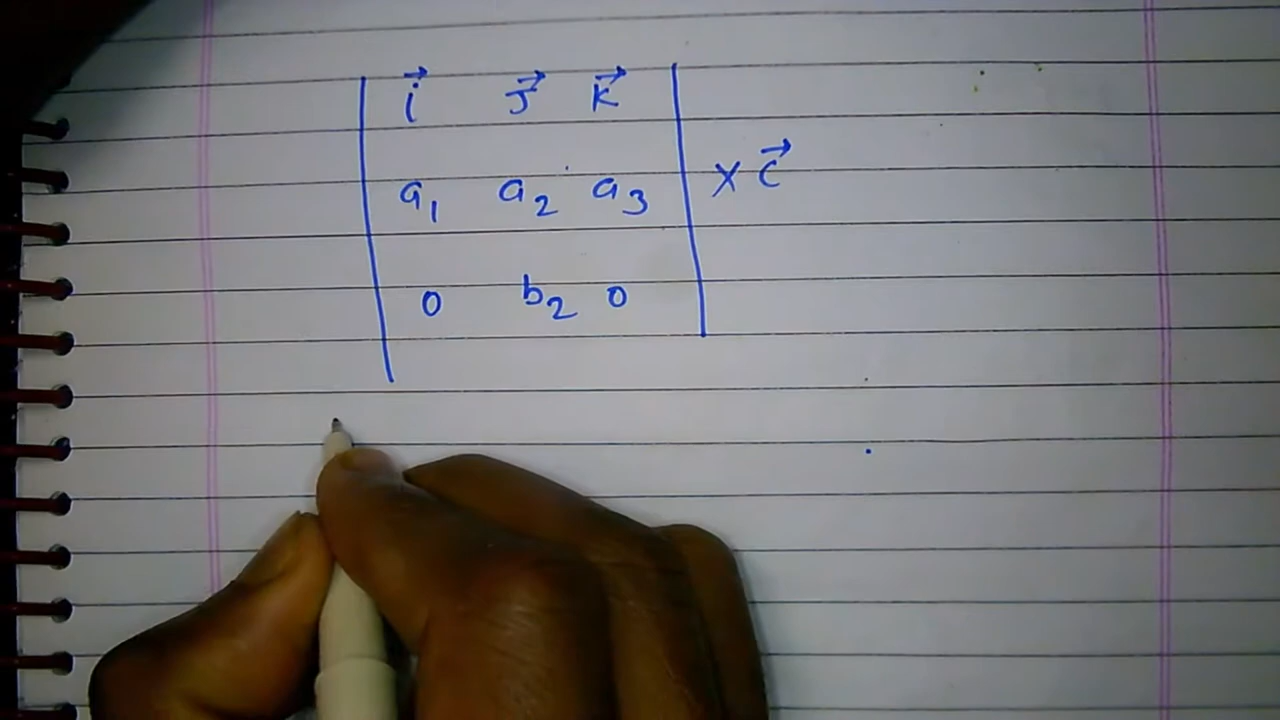 | i⃗ J⃗ K⃗ |
| a₁ a₂ a₃ | × c⃗
| 0 b₂ 0 |